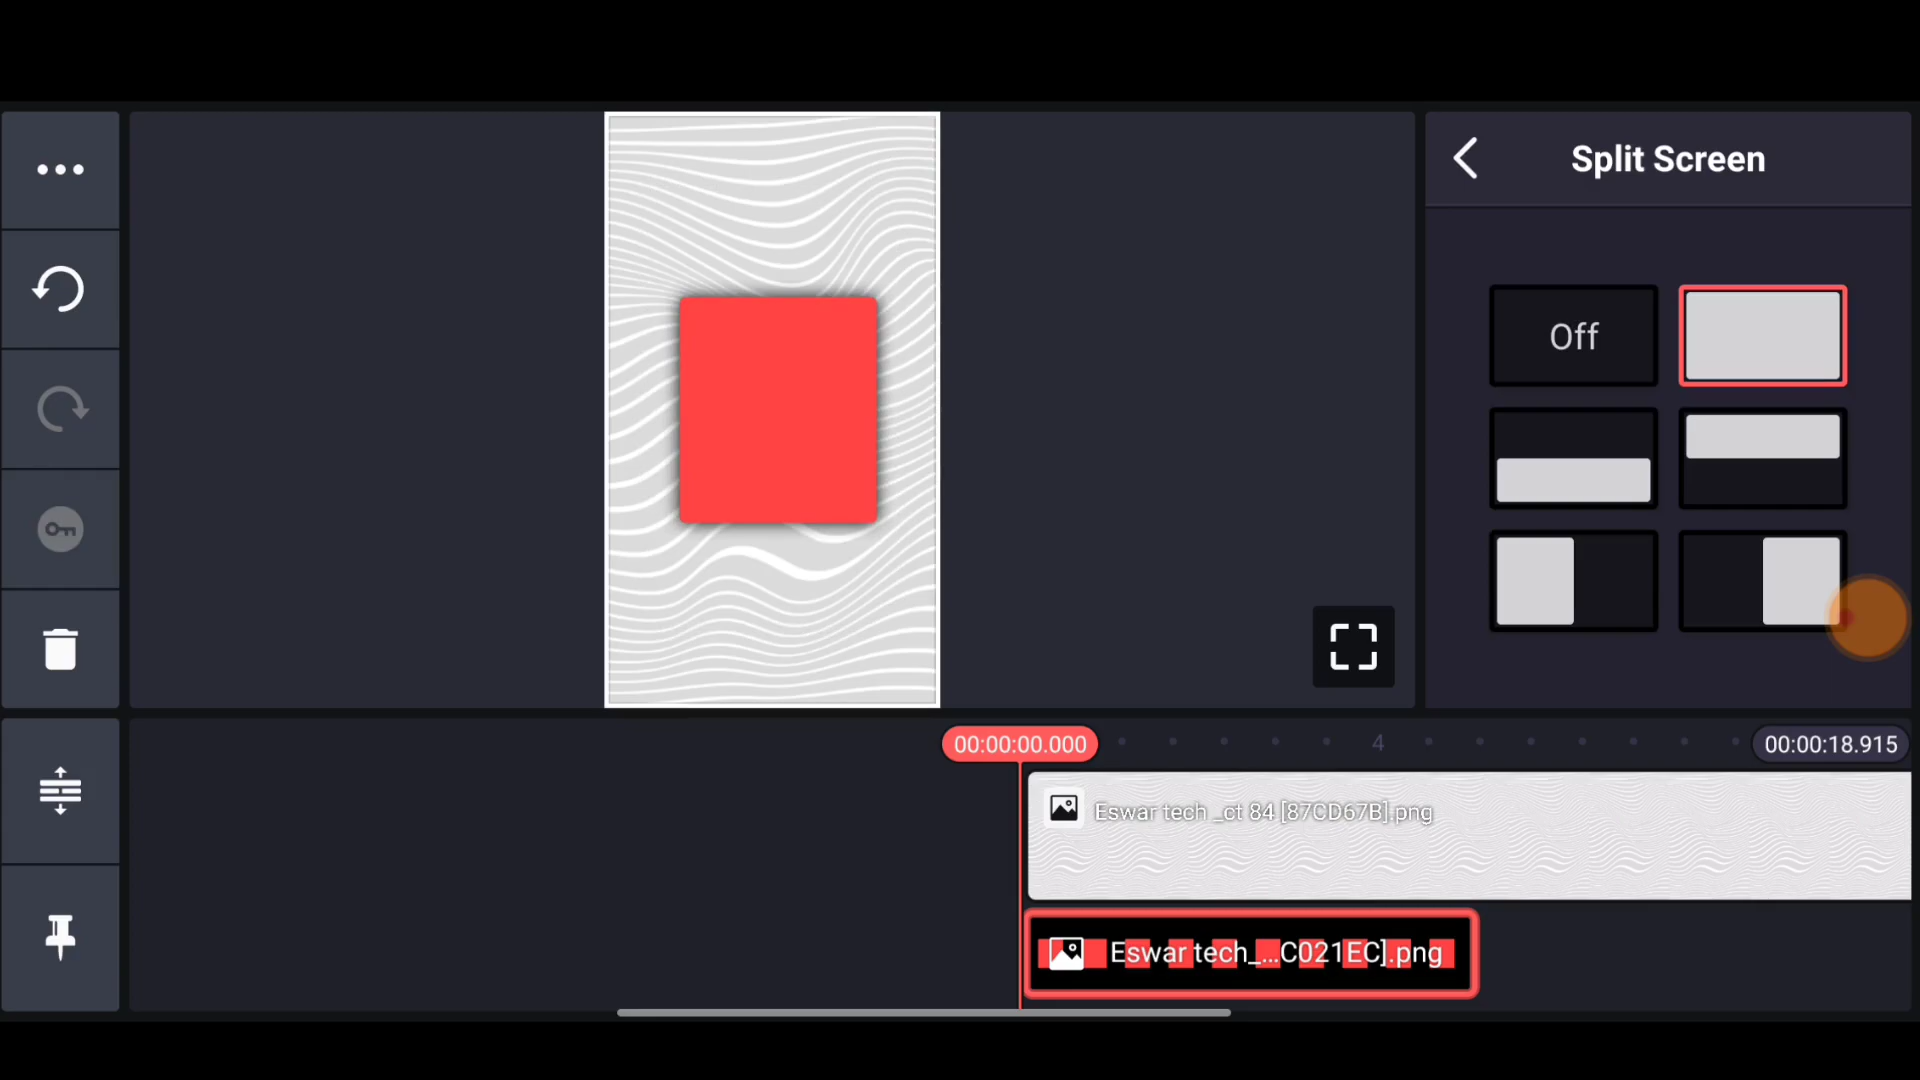 Split Screen
Off
00:00:00.000
4
00:00:18.915
Eswar tech _ct 84 [87CD67B].png
Eswar tech_...C021EC].png